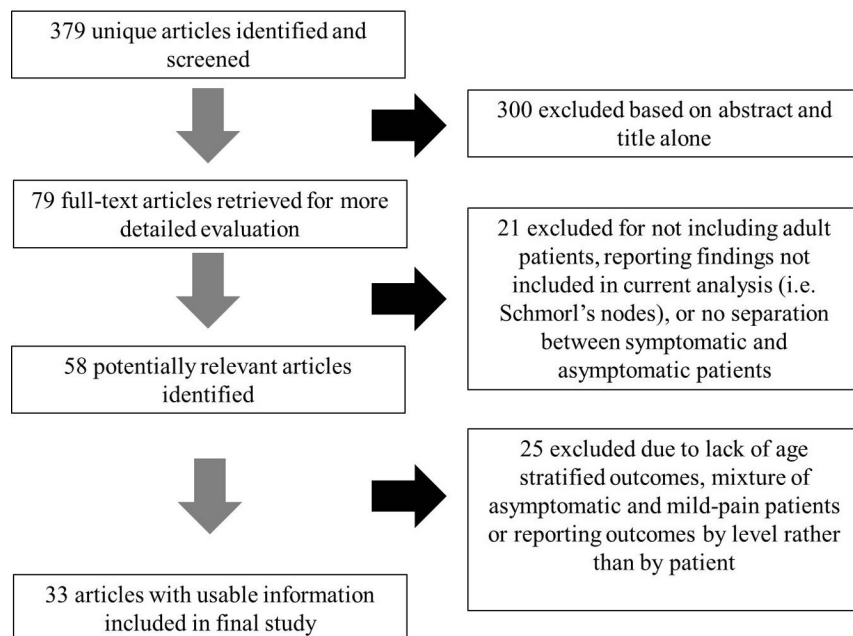 379 unique articles identified and
screened
300 excluded based on abstract and
title alone
79 full-text articles retrieved for more
detailed evaluation
21 excluded for not including adult
patients, reporting findings not
included in current analysis (i.e.
Schmorl’s nodes), or no separation
between symptomatic and
asymptomatic patients
58 potentially relevant articles
identified
25 excluded due to lack of age
stratified outcomes, mixture of
asymptomatic and mild-pain patients
or reporting outcomes by level rather
than by patient
33 articles with usable information
included in final study